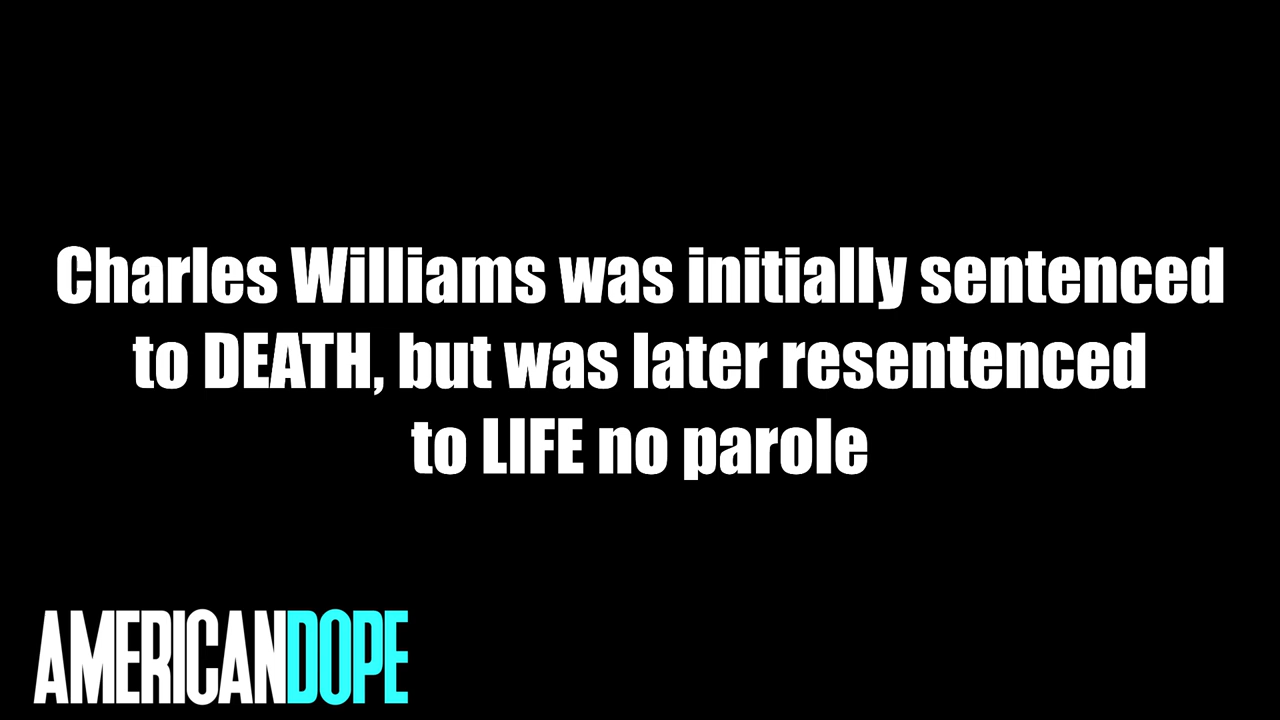 Charles Williams was initially sentenced
to DEATH, but was later resentenced
to LIFE no parole
AMERICANDOPE